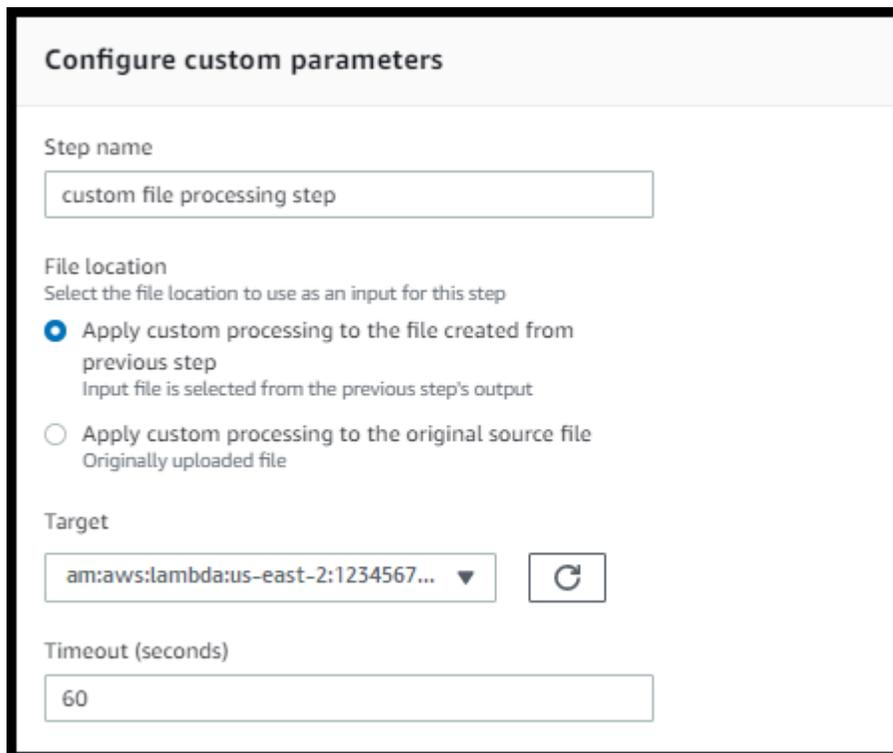 Configure custom parameters
Step name
custom file processing step
File location
Select the file location to use as an input for this step
Apply custom processing to the file created from
previous step
Input file is selected from the previous step's output
Apply custom processing to the original source file
Originally uploaded file
Target
arn:aws:lambda:us-east-2:1234567...
Timeout (seconds)
60